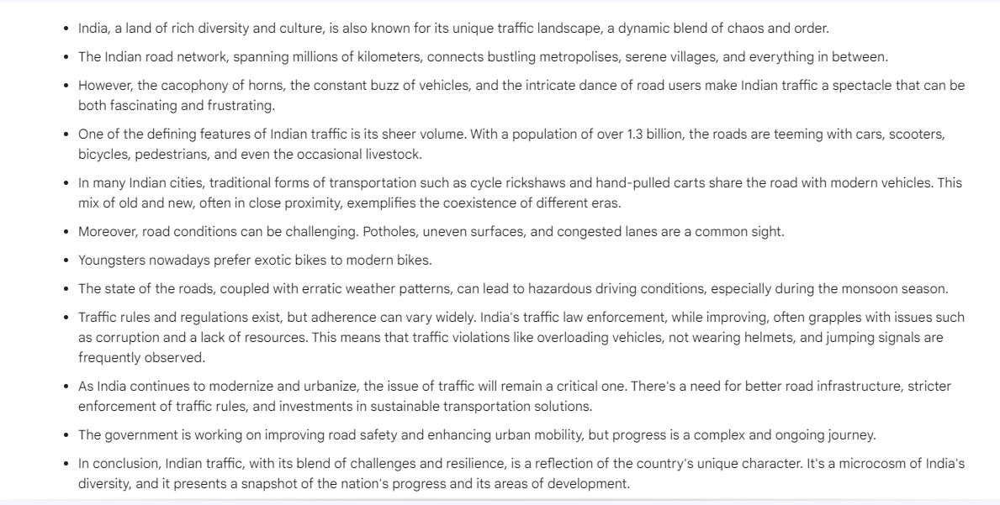 • India, a land of rich diversity and culture, is also known for its unique traffic landscape, a dynamic blend of chaos and order.
• The Indian road network, spanning millions of kilometers, connects bustling metropolises, serene villages, and everything in between.
• However, the cacophony of horns, the constant buzz of vehicles, and the intricate dance of road users make Indian traffic a spectacle that can be
both fascinating and frustrating.
• One of the defining features of Indian traffic is its sheer volume. With a population of over 1.3 billion, the roads are teeming with cars, scooters,
bicycles, pedestrians, and even the occasional livestock.
• In many Indian cities, traditional forms of transportation such as cycle rickshaws and hand-pulled carts share the road with modern vehicles. This
mix of old and new, often in close proximity, exemplifies the coexistence of different eras.
• Moreover, road conditions can be challenging. Potholes, uneven surfaces, and congested lanes are a common sight.
• Youngsters nowadays prefer exotic bikes to modern bikes.
• The state of the roads, coupled with erratic weather patterns, can lead to hazardous driving conditions, especially during the monsoon season.
• Traffic rules and regulations exist, but adherence can vary widely. India's traffic law enforcement, while improving, often grapples with issues such
as corruption and a lack of resources. This means that traffic violations like overloading vehicles, not wearing helmets, and jumping signals are
frequently observed.
• As India continues to modernize and urbanize, the issue of traffic will remain a critical one. There's a need for better road infrastructure, stricter
enforcement of traffic rules, and investments in sustainable transportation solutions.
• The government is working on improving road safety and enhancing urban mobility, but progress is a complex and ongoing journey.
• In conclusion, Indian traffic, with its blend of challenges and resilience, is a reflection of the country's unique character. It's a microcosm of India's
diversity, and it presents a snapshot of the nation's progress and its areas of development.